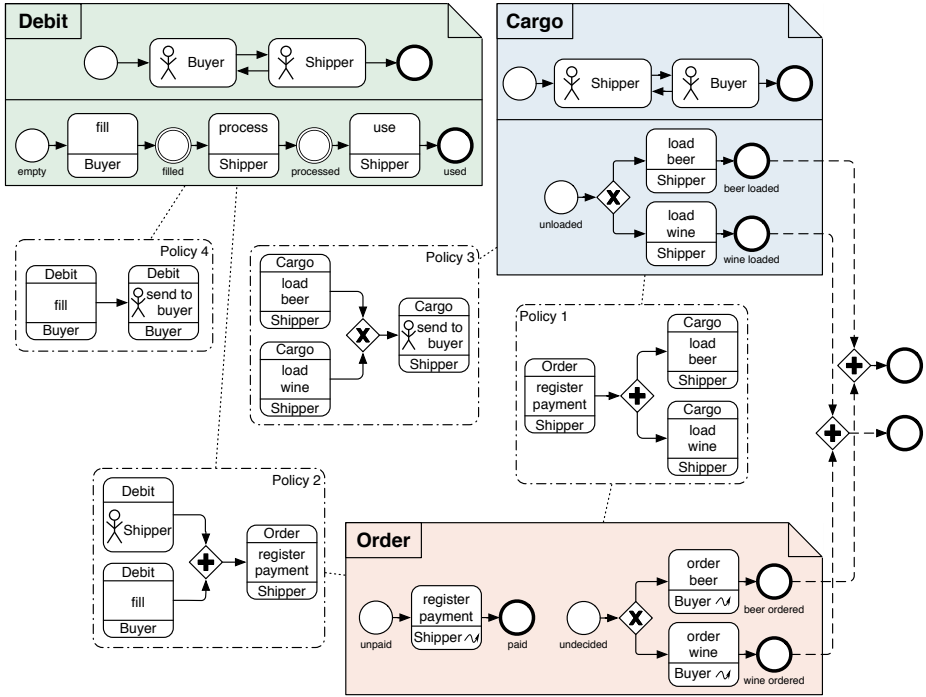 Debit
Buyer
Shipper
fill
Buyer
process
Shipper
use
Shipper
empty
filled
processed
used
Cargo
Shipper
Buyer
load
beer
Shipper
beer loaded
unloaded
load
wine
Shipper
wine loaded
Policy 4
Debit
fill
Buyer
Debit
send to
buyer
Buyer
Policy 3
Cargo
load
beer
Shipper
Cargo
load
wine
Shipper
Cargo
send to
buyer
Shipper
Policy 1
Order
register
payment
Shipper
Cargo
load
beer
Shipper
Cargo
load
wine
Shipper
Policy 2
Debit
Shipper
Debit
fill
Buyer
Order
register
payment
Shipper
Order
unpaid
register
payment
Shipper
paid
undecided
order
beer
Buyer
beer ordered
order
wine
Buyer
wine ordered